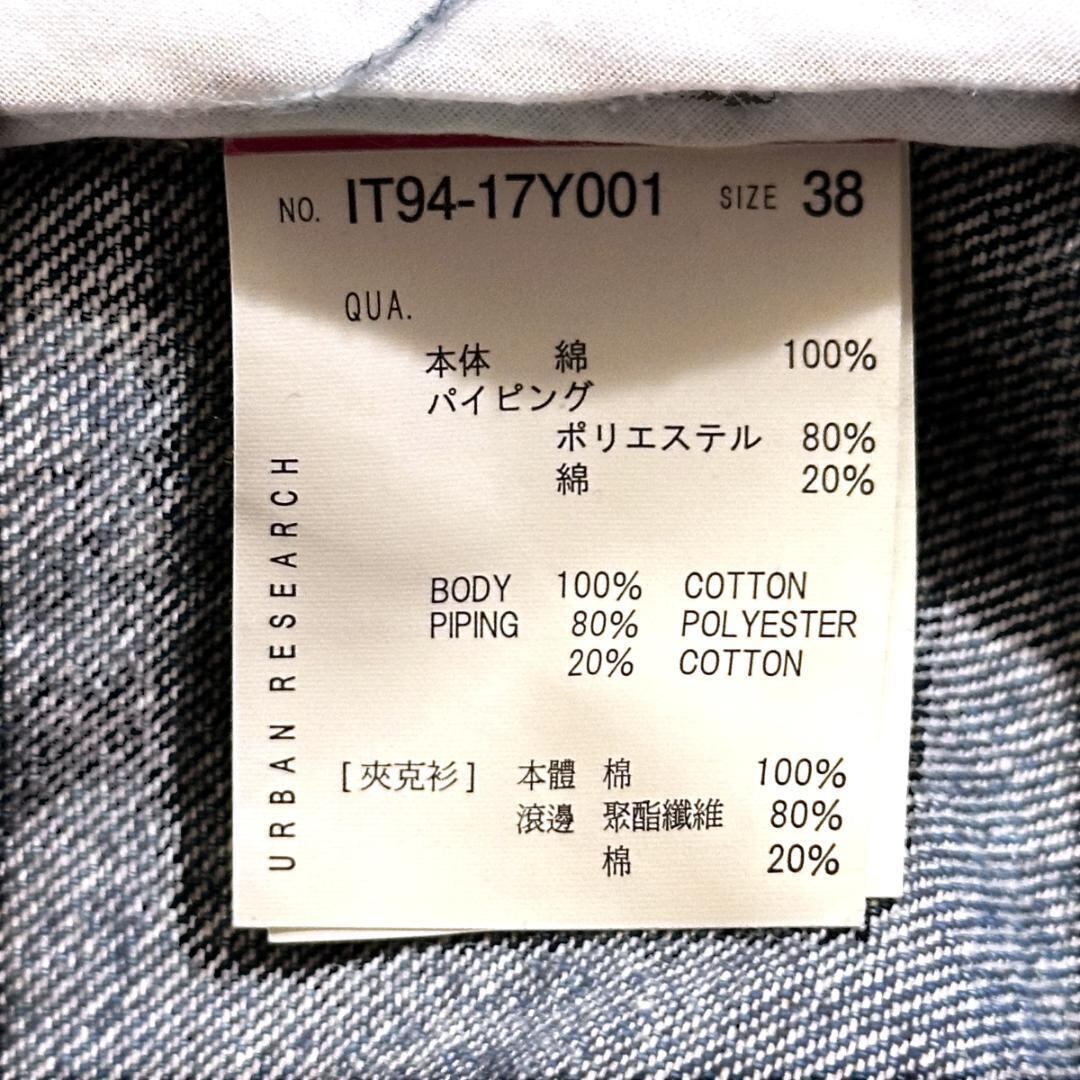 NO. IT94-17Y001 SIZE 38
QUA.
本体 綿 100%
パイピング
ポリエステル 80%
綿 20%
BODY 100% COTTON
PIPING 80% POLYESTER
20% COTTON
[夾克衫] 本體 棉 100%
滾邊 聚酯纖維 80%
棉 20%
URBAN RESEARCH